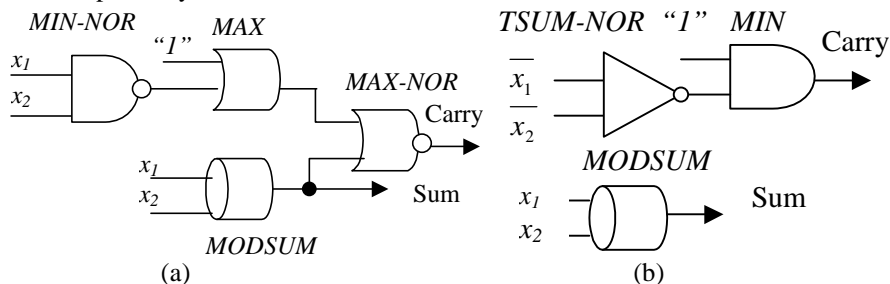 MIN-NOR
MAX
“1”
x1
x2
MAX-NOR
Carry
x1
x2
Sum
MODSUM
(a)
TSUM-NOR “1” MIN
Carry
x̅1
x̅2
MODSUM
x1
x2
Sum
(b)